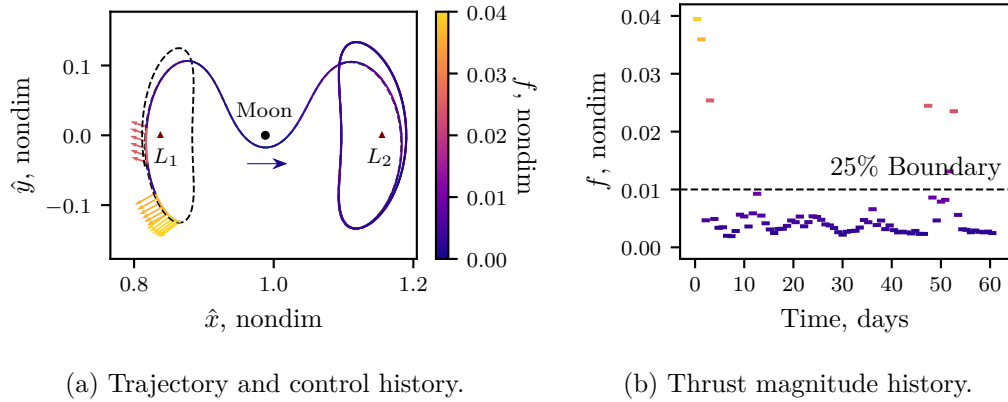 0.1
0.0
−0.1
ŷ, nondim
0.8
1.0
1.2
x̂, nondim
Moon
L₁
L₂
0.04
0.03
0.02
0.01
0.00
f, nondim
(a) Trajectory and control history.
0.04
0.03
0.02
0.01
0.00
f, nondim
25% Boundary
0
10
20
30
40
50
60
Time, days
(b) Thrust magnitude history.